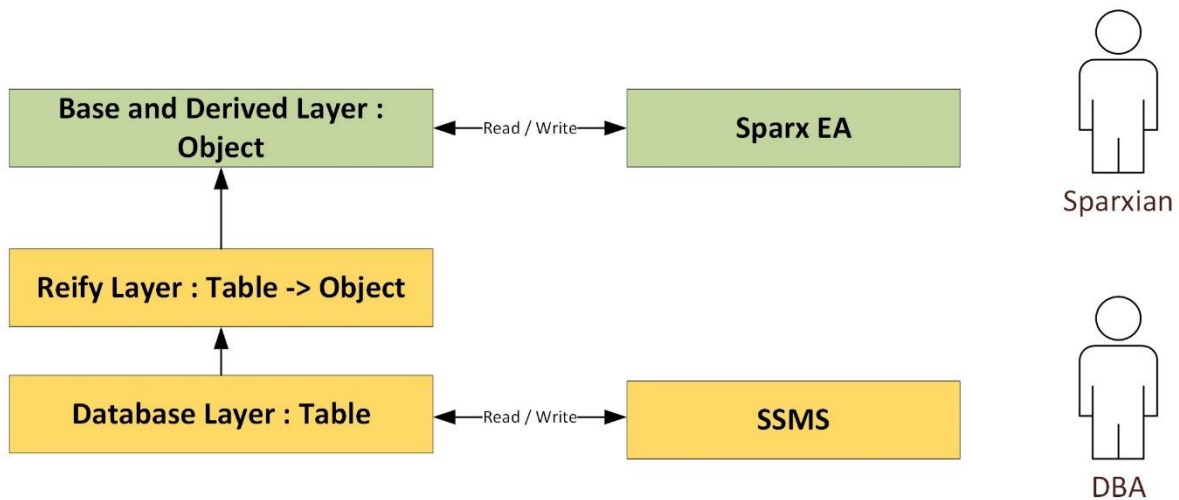 Base and Derived Layer :
Object
Read / Write
Sparx EA
Sparxian
Reify Layer : Table -> Object
Database Layer : Table
Read / Write
SSMS
DBA